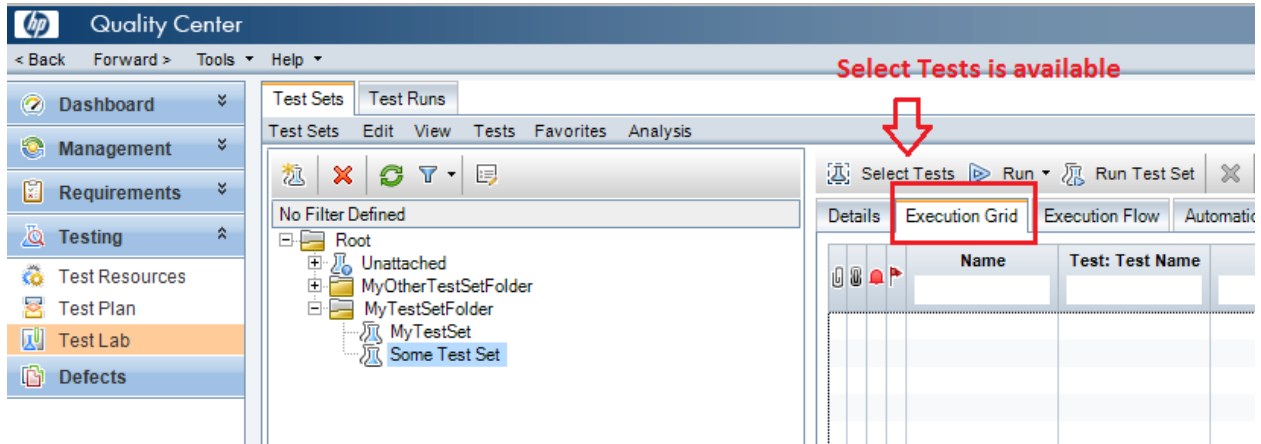 hp Quality Center
< Back Forward > Tools Help
Select Tests is available
Dashboard
Management
Requirements
Testing
Test Resources
Test Plan
Test Lab
Defects
Test Sets Test Runs
Test Sets Edit View Tests Favorites Analysis
No Filter Defined
Root
Unattached
MyOtherTestSetFolder
MyTestSetFolder
MyTestSet
Some Test Set
Select Tests Run Run Test Set
Details Execution Grid Execution Flow Automatic
Name Test: Test Name